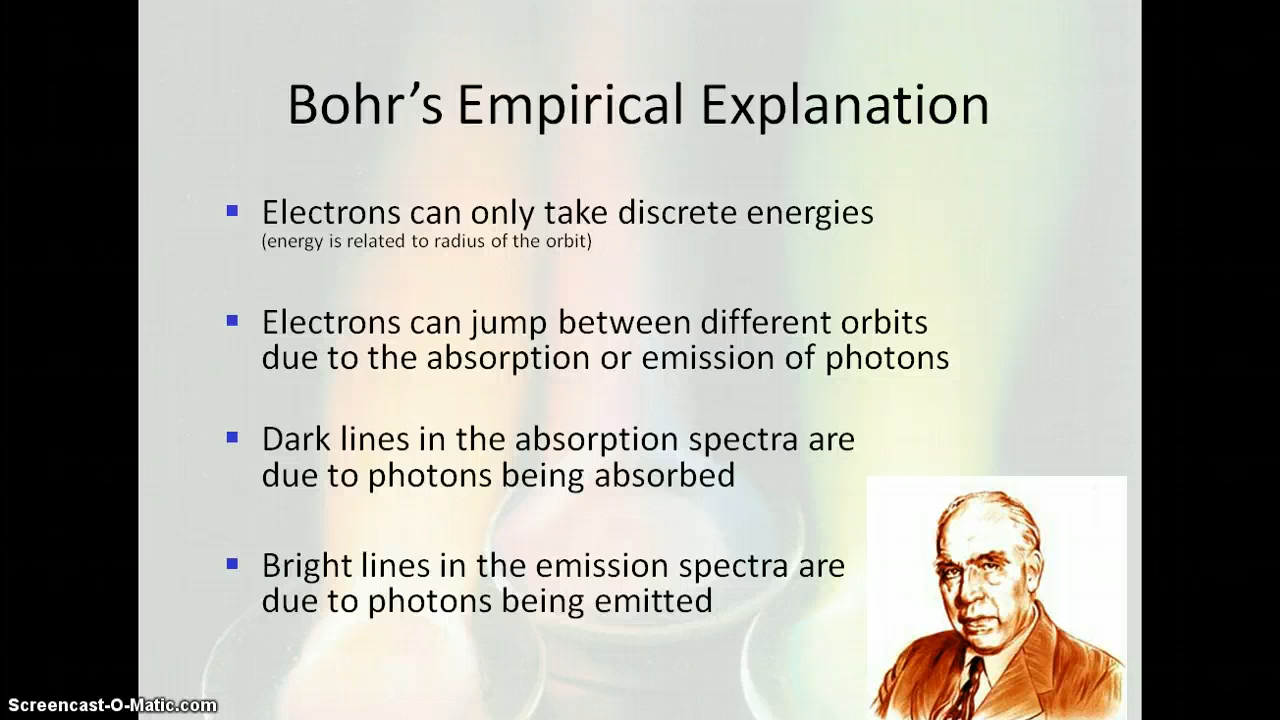 Bohr’s Empirical Explanation
Electrons can only take discrete energies
(energy is related to radius of the orbit)
Electrons can jump between different orbits
due to the absorption or emission of photons
Dark lines in the absorption spectra are
due to photons being absorbed
Bright lines in the emission spectra are
due to photons being emitted
Screencast-O-Matic.com